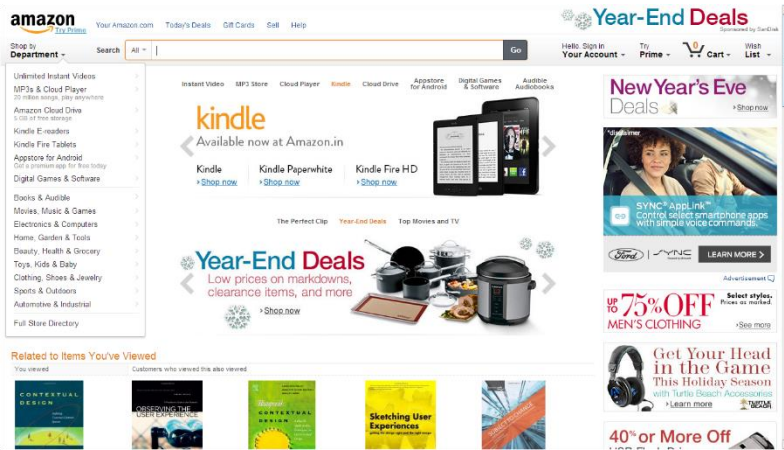 amazon
Try Prime
Your Amazon.com Today's Deals Gift Cards Sell Help
Year-End Deals
Sponsored by SanDisk
Shop by
Department
Search All Go
Hello. Sign in
Your Account
Try
Prime
0
Cart
Wish
List
Unlimited Instant Videos
MP3s & Cloud Player
20 million songs, play anywhere
Amazon Cloud Drive
5 GB of free storage
Kindle E-readers
Kindle Fire Tablets
Appstore for Android
Get a premium app for free today
Digital Games & Software
Books & Audible
Movies, Music & Games
Electronics & Computers
Home, Garden & Tools
Beauty, Health & Grocery
Toys, Kids & Baby
Clothing, Shoes & Jewelry
Sports & Outdoors
Automotive & Industrial
Full Store Directory
Instant Video MP3 Store Cloud Player Kindle Cloud Drive Appstore for Android Digital Games & Software Audible Audiobooks
kindle
Available now at Amazon.in
Kindle Kindle Paperwhite Kindle Fire HD
Shop now Shop now Shop now
The Perfect Clip Year-End Deals Top Movies and TV
Year-End Deals
Low prices on markdowns,
clearance items, and more
Shop now
New Year's Eve
Deals
Shop now
*disclaimer
SYNC® AppLink™
Control select smartphone apps
with simple voice commands.
Ford SYNC LEARN MORE
Advertisement
UP TO 75% OFF
MEN'S CLOTHING
Select styles.
Prices as marked.
See more
Get Your Head
in the Game
This Holiday Season
with Turtle Beach Accessories
Learn more
TURTLE BEACH
40% or More Off
Related to Items You've Viewed
You viewed Customers who viewed this also viewed
CONTEXTUAL
DESIGN
OBSERVING THE
USER EXPERIENCE
CONTEXTUAL
DESIGN
Sketching User
Experiences